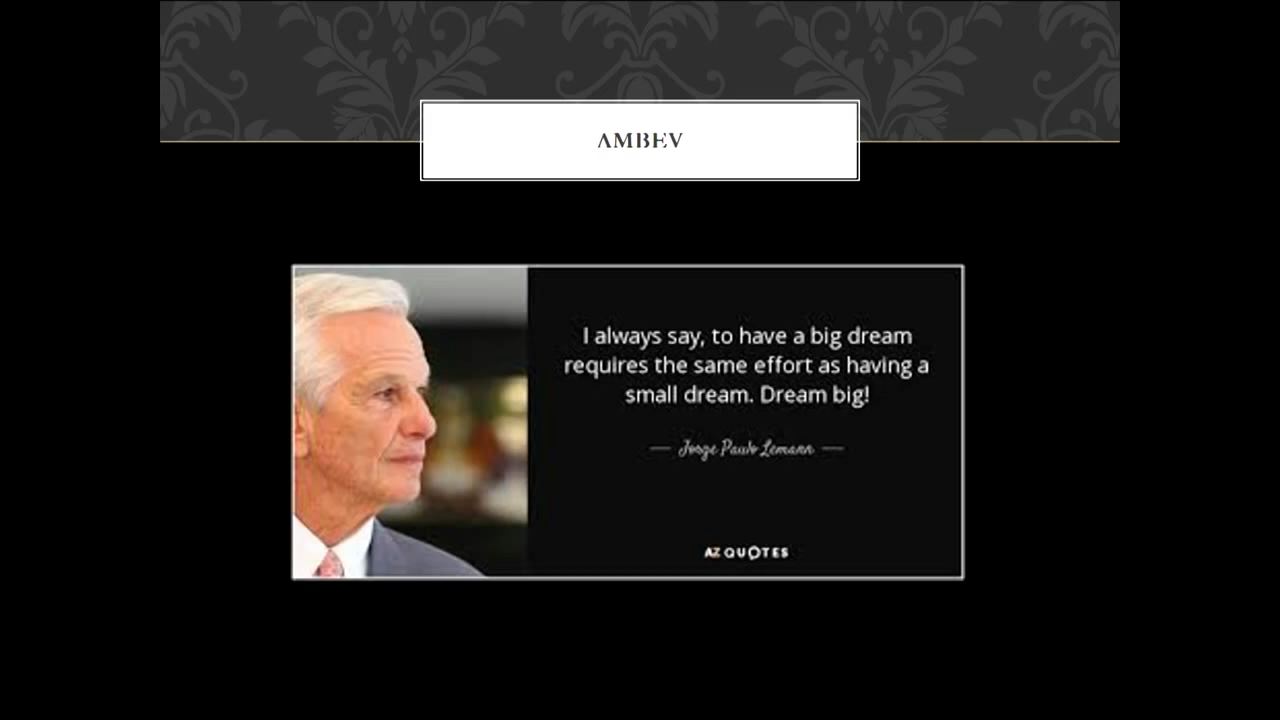 AMBEV
I always say, to have a big dream
requires the same effort as having a
small dream. Dream big!
Jorge Paulo Lemann
AZ QUOTES